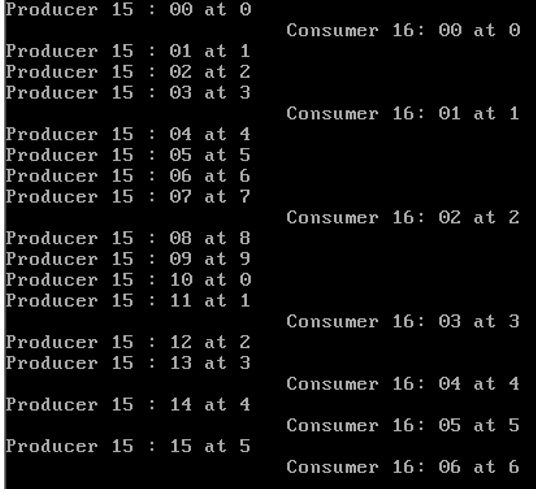 Producer 15 : 00 at 0
Consumer 16: 00 at 0
Producer 15 : 01 at 1
Producer 15 : 02 at 2
Producer 15 : 03 at 3
Consumer 16: 01 at 1
Producer 15 : 04 at 4
Producer 15 : 05 at 5
Producer 15 : 06 at 6
Producer 15 : 07 at 7
Consumer 16: 02 at 2
Producer 15 : 08 at 8
Producer 15 : 09 at 9
Producer 15 : 10 at 0
Producer 15 : 11 at 1
Consumer 16: 03 at 3
Producer 15 : 12 at 2
Producer 15 : 13 at 3
Consumer 16: 04 at 4
Producer 15 : 14 at 4
Consumer 16: 05 at 5
Producer 15 : 15 at 5
Consumer 16: 06 at 6